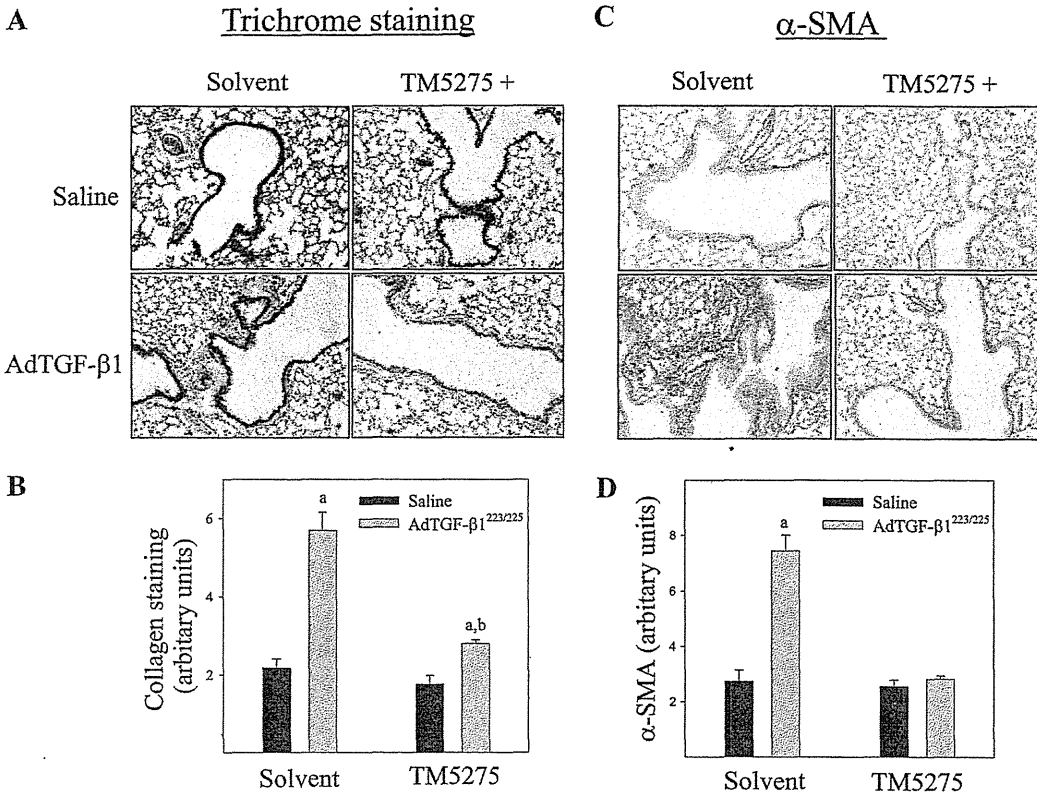 A
Trichrome staining
Solvent
TM5275 +
Saline
AdTGF-β1
B
Collagen staining
(arbitary units)
6
4
2
a
a,b
Saline
AdTGF-β1223/225
Solvent
TM5275
C
α-SMA
Solvent
TM5275 +
D
α-SMA (arbitary units)
8
6
4
2
a
Saline
AdTGF-β1223/225
Solvent
TM5275